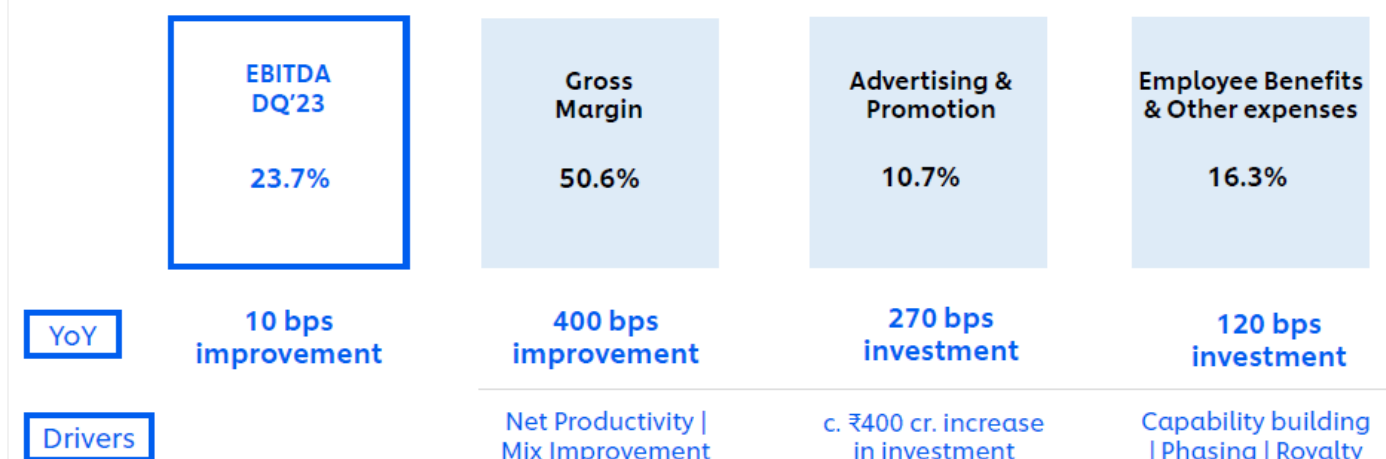 EBITDA
DQ'23
23.7%
Gross
Margin
50.6%
Advertising &
Promotion
10.7%
Employee Benefits
& Other expenses
16.3%
YoY
10 bps
improvement
400 bps
improvement
270 bps
investment
120 bps
investment
Drivers
Net Productivity |
Mix Improvement
c. ₹400 cr. increase
in investment
Capability building
| Phasing | Royalty